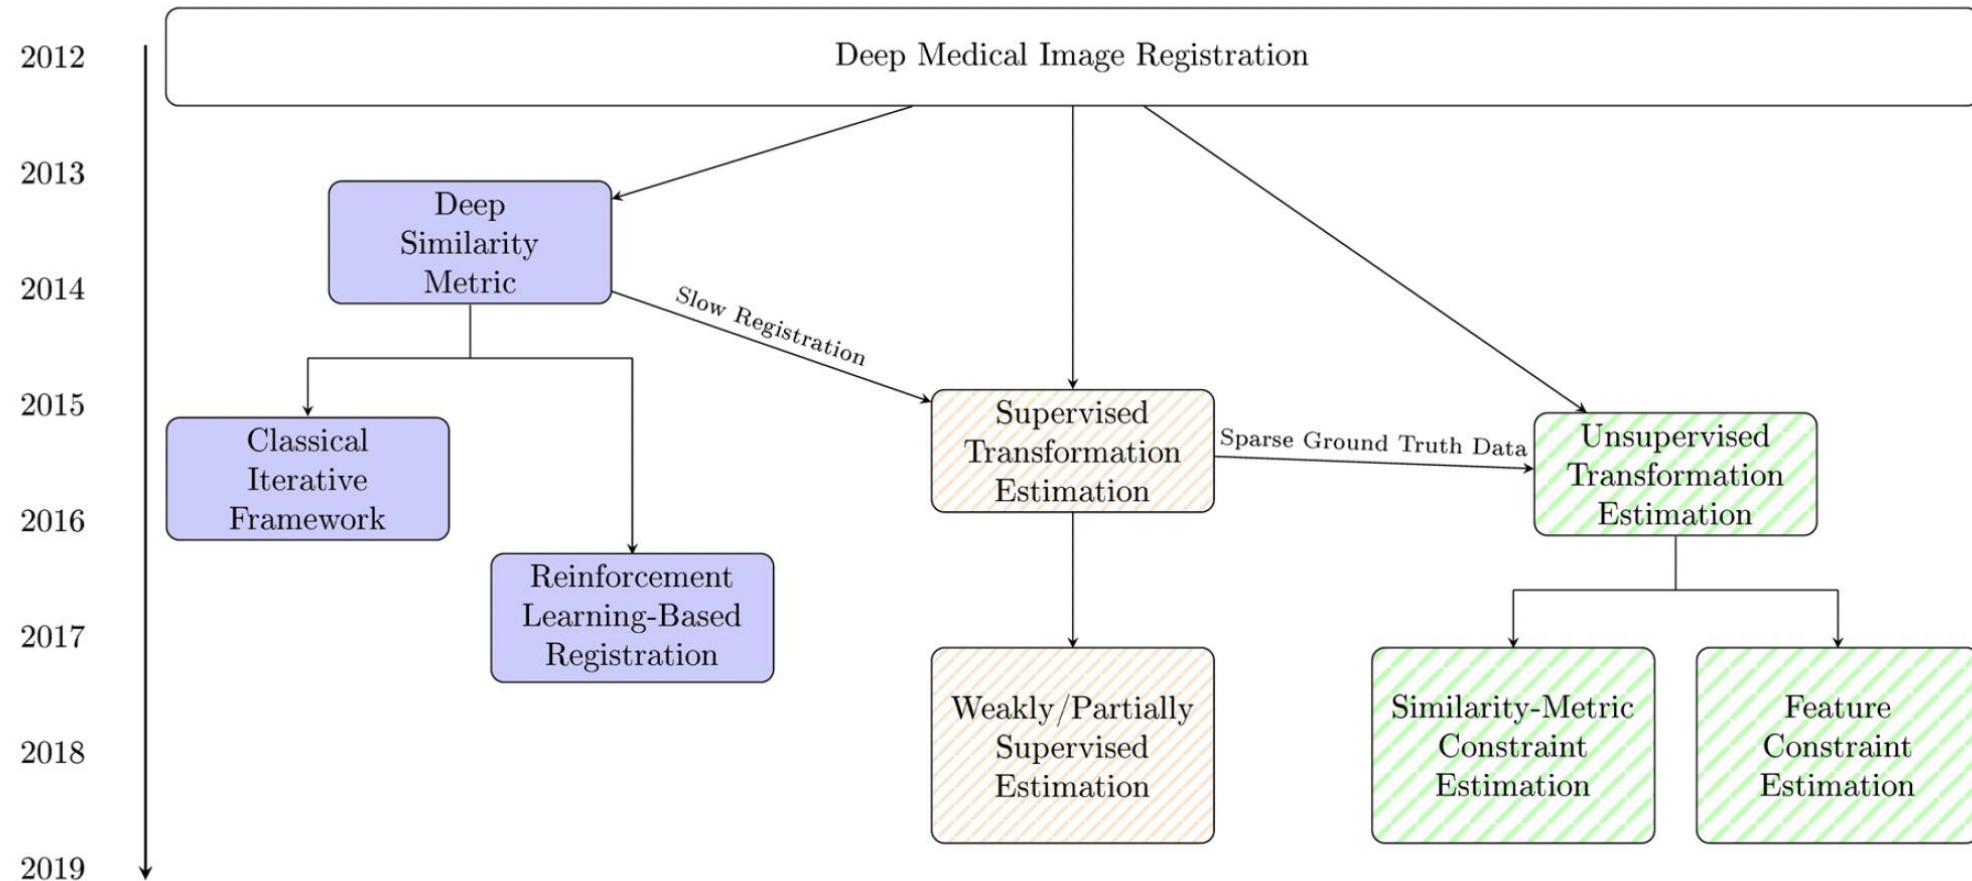 2012
Deep Medical Image Registration
2013
Deep
Similarity
Metric
2014
Slow Registration
2015
Supervised
Transformation
Estimation
Sparse Ground Truth Data
Unsupervised
Transformation
Estimation
Classical
Iterative
Framework
2016
Reinforcement
Learning-Based
Registration
2017
Weakly/Partially
Supervised
Estimation
Similarity-Metric
Constraint
Estimation
Feature
Constraint
Estimation
2018
2019